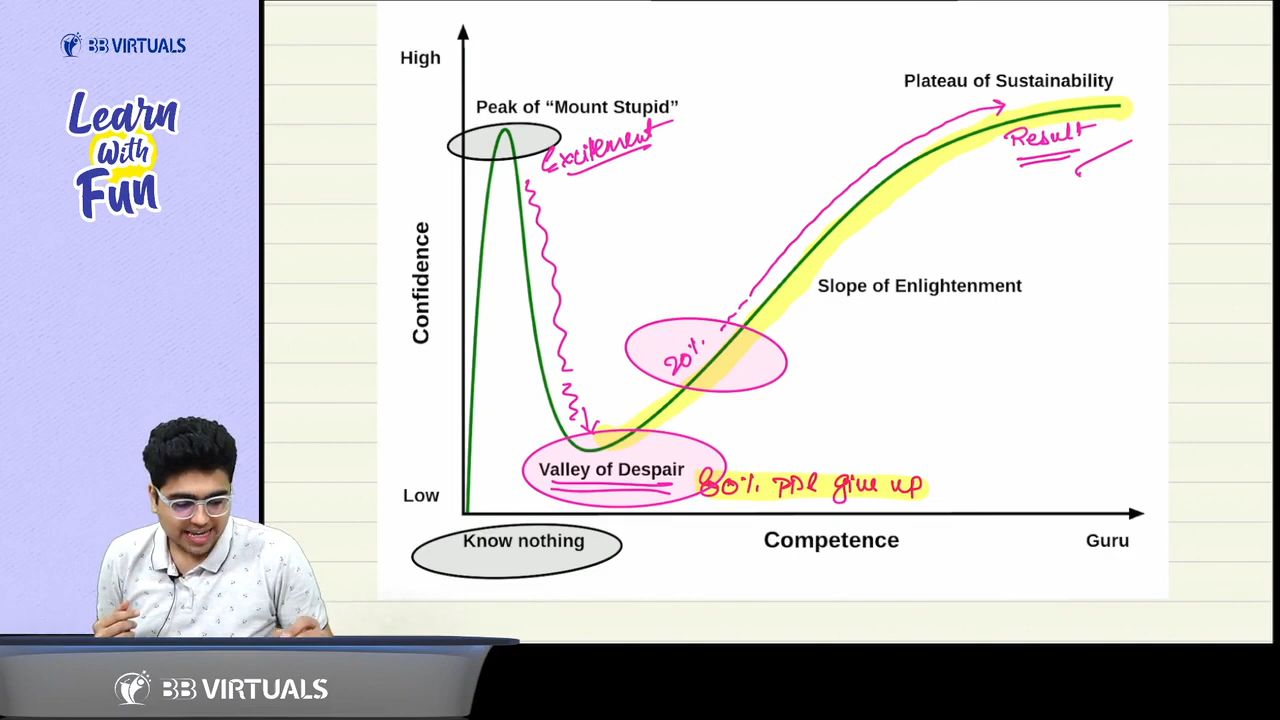 BB VIRTUALS
Learn
With
Fun
High
Peak of “Mount Stupid”
Excitement
Plateau of Sustainability
Result
Confidence
Slope of Enlightenment
20%
Valley of Despair
80% ppl give up
Low
Know nothing
Competence
Guru
BB VIRTUALS